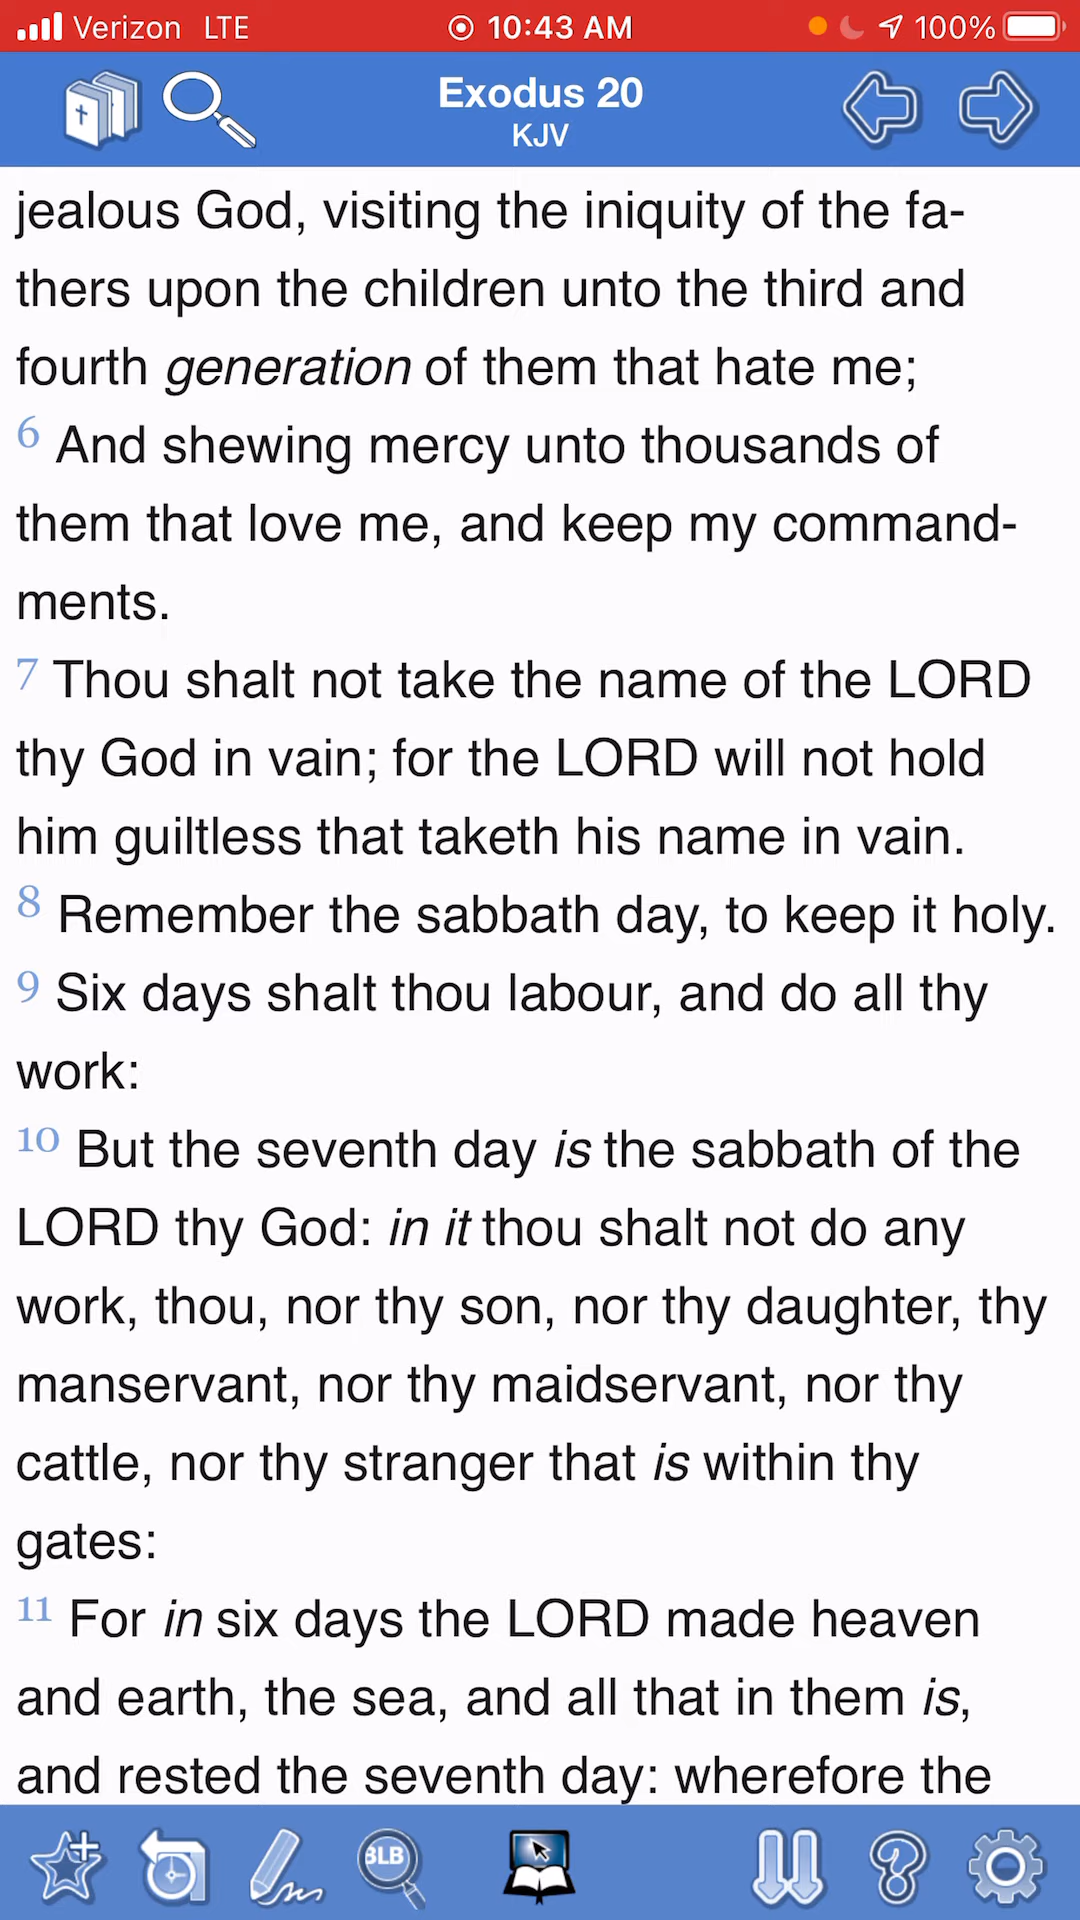 Verizon LTE 10:43 AM 100%
Exodus 20
KJV
jealous God, visiting the iniquity of the fa-
thers upon the children unto the third and
fourth generation of them that hate me;
6 And shewing mercy unto thousands of
them that love me, and keep my command-
ments.
7 Thou shalt not take the name of the LORD
thy God in vain; for the LORD will not hold
him guiltless that taketh his name in vain.
8 Remember the sabbath day, to keep it holy.
9 Six days shalt thou labour, and do all thy
work:
10 But the seventh day is the sabbath of the
LORD thy God: in it thou shalt not do any
work, thou, nor thy son, nor thy daughter, thy
manservant, nor thy maidservant, nor thy
cattle, nor thy stranger that is within thy
gates:
11 For in six days the LORD made heaven
and earth, the sea, and all that in them is,
and rested the seventh day: wherefore the
BLB